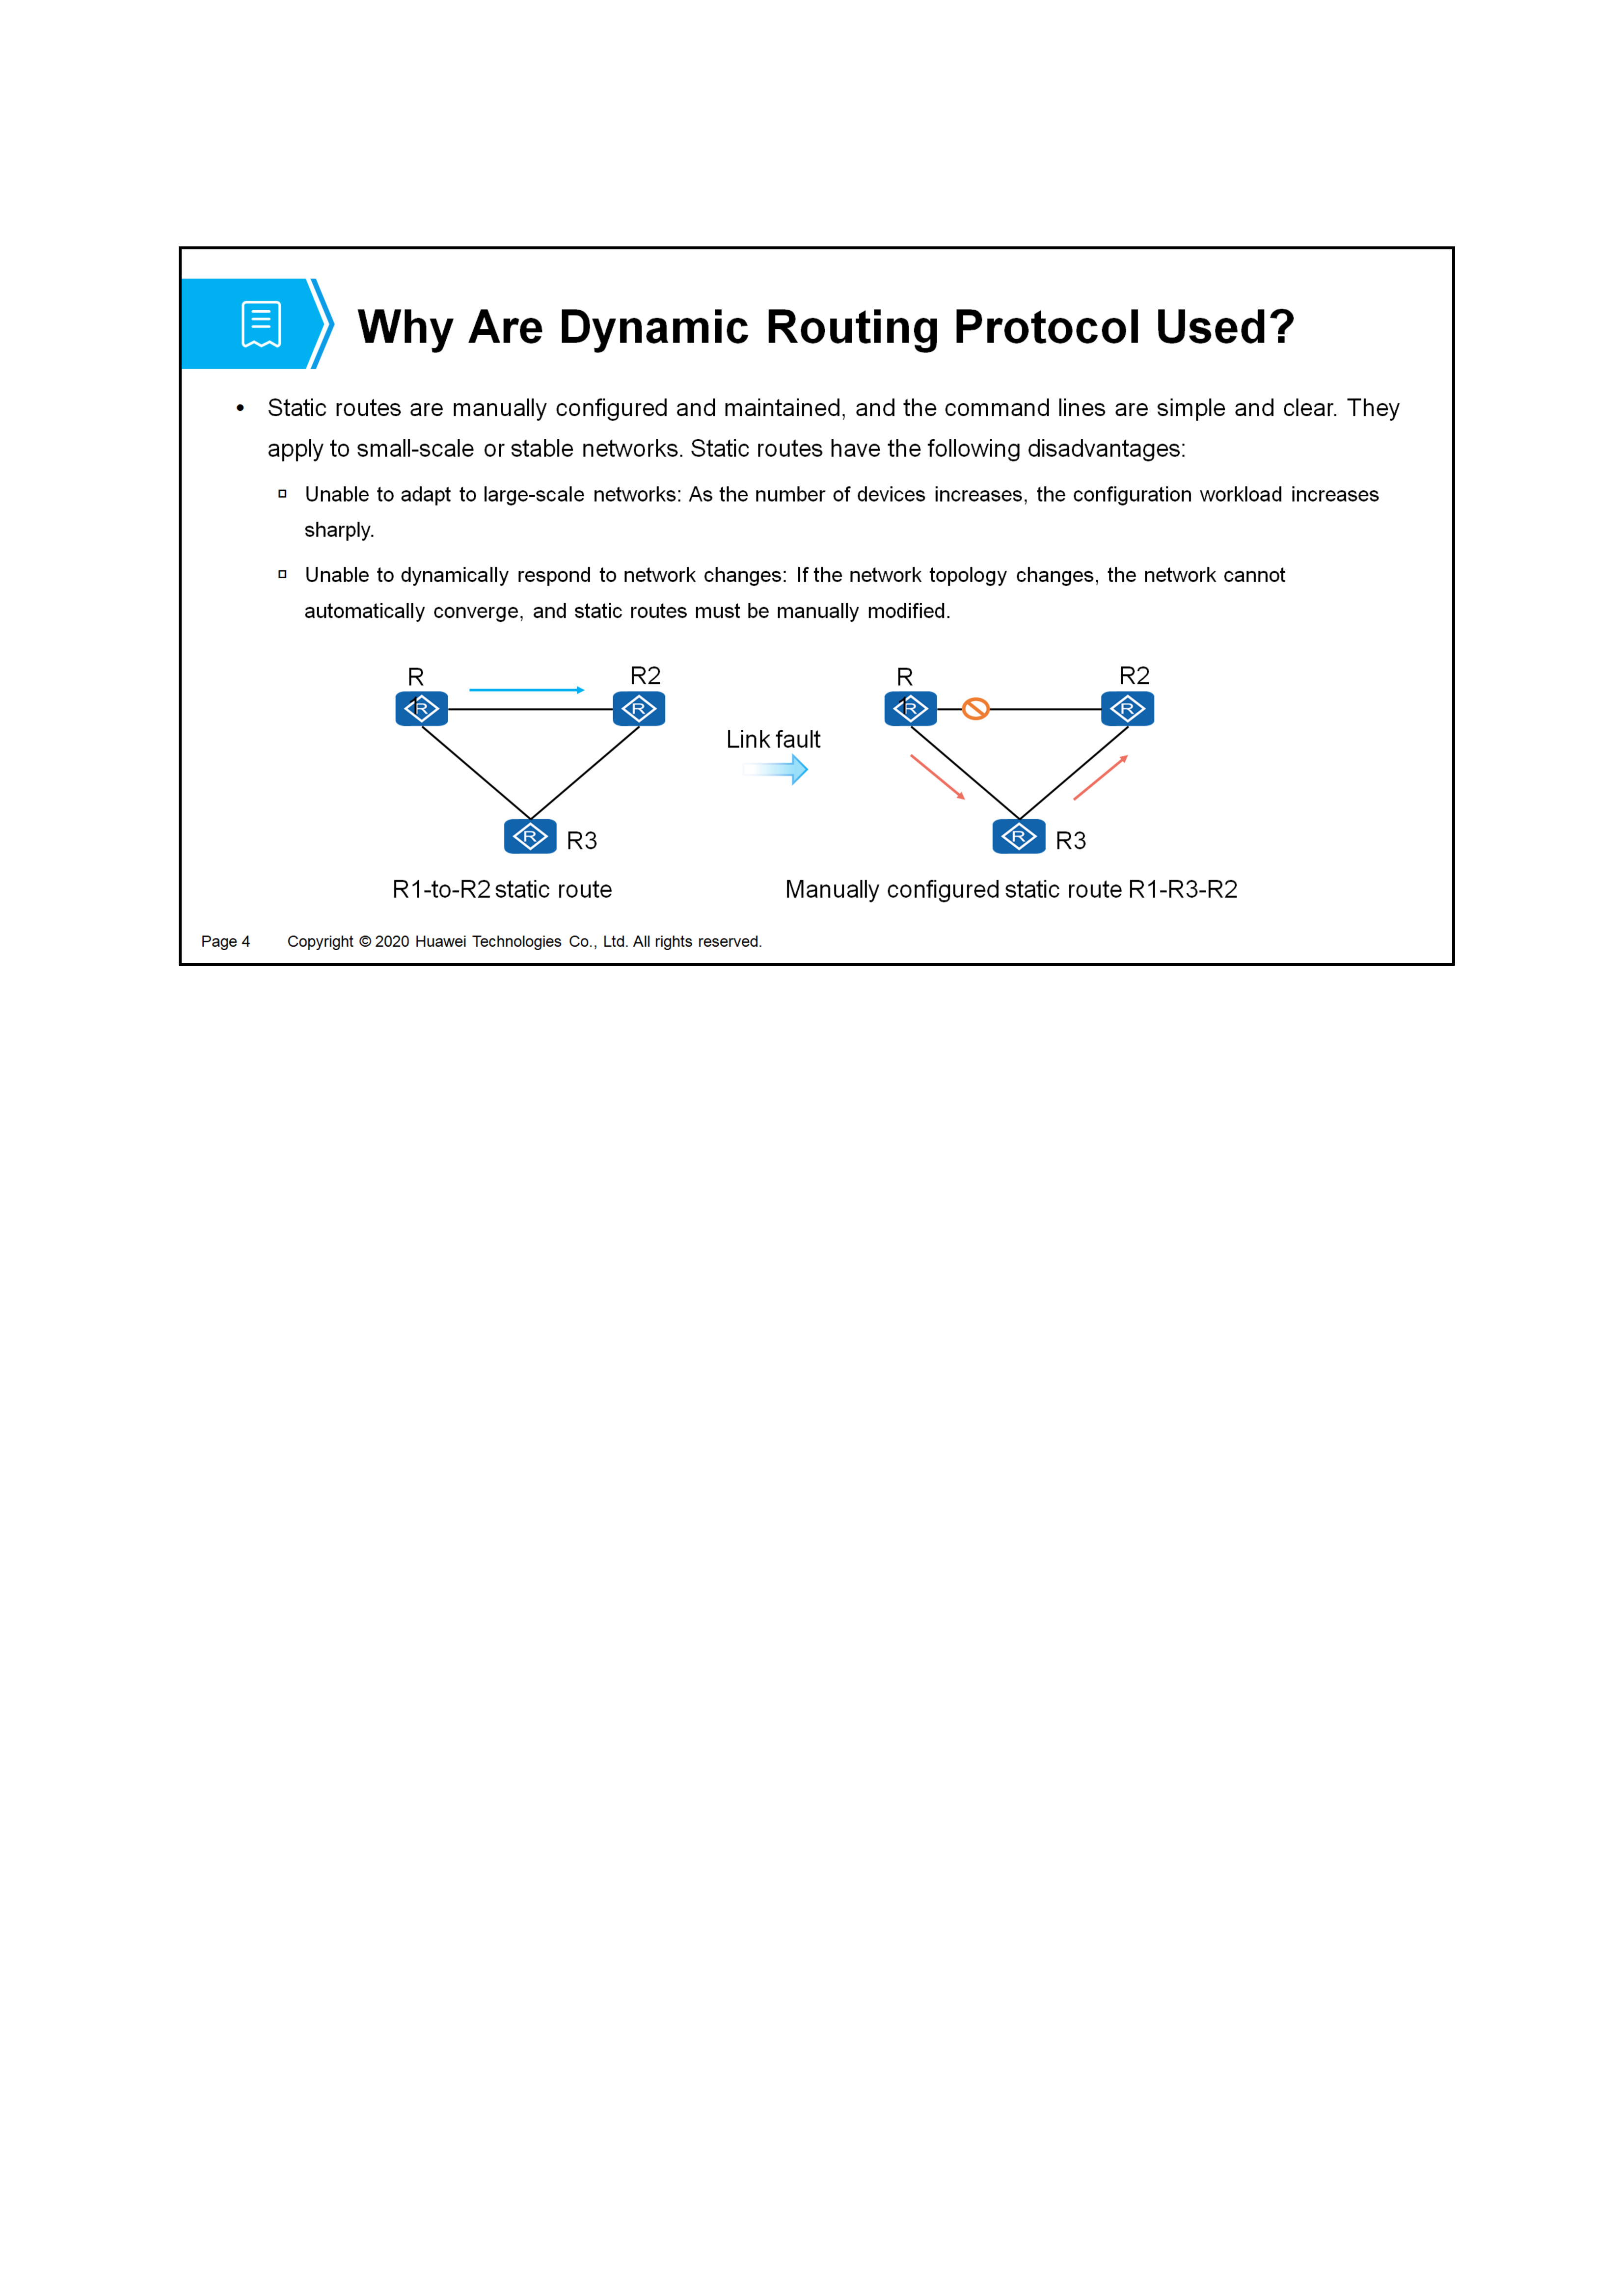 Why Are Dynamic Routing Protocol Used?
• Static routes are manually configured and maintained, and the command lines are simple and clear. They
apply to small-scale or stable networks. Static routes have the following disadvantages:
▫ Unable to adapt to large-scale networks: As the number of devices increases, the configuration workload increases
sharply.
▫ Unable to dynamically respond to network changes: If the network topology changes, the network cannot
automatically converge, and static routes must be manually modified.
R
1
R2
R
1
R2
R
R
R
R
Link fault
R
R3
R
R3
R1-to-R2 static route
Manually configured static route R1-R3-R2
Page 4 Copyright © 2020 Huawei Technologies Co., Ltd. All rights reserved.